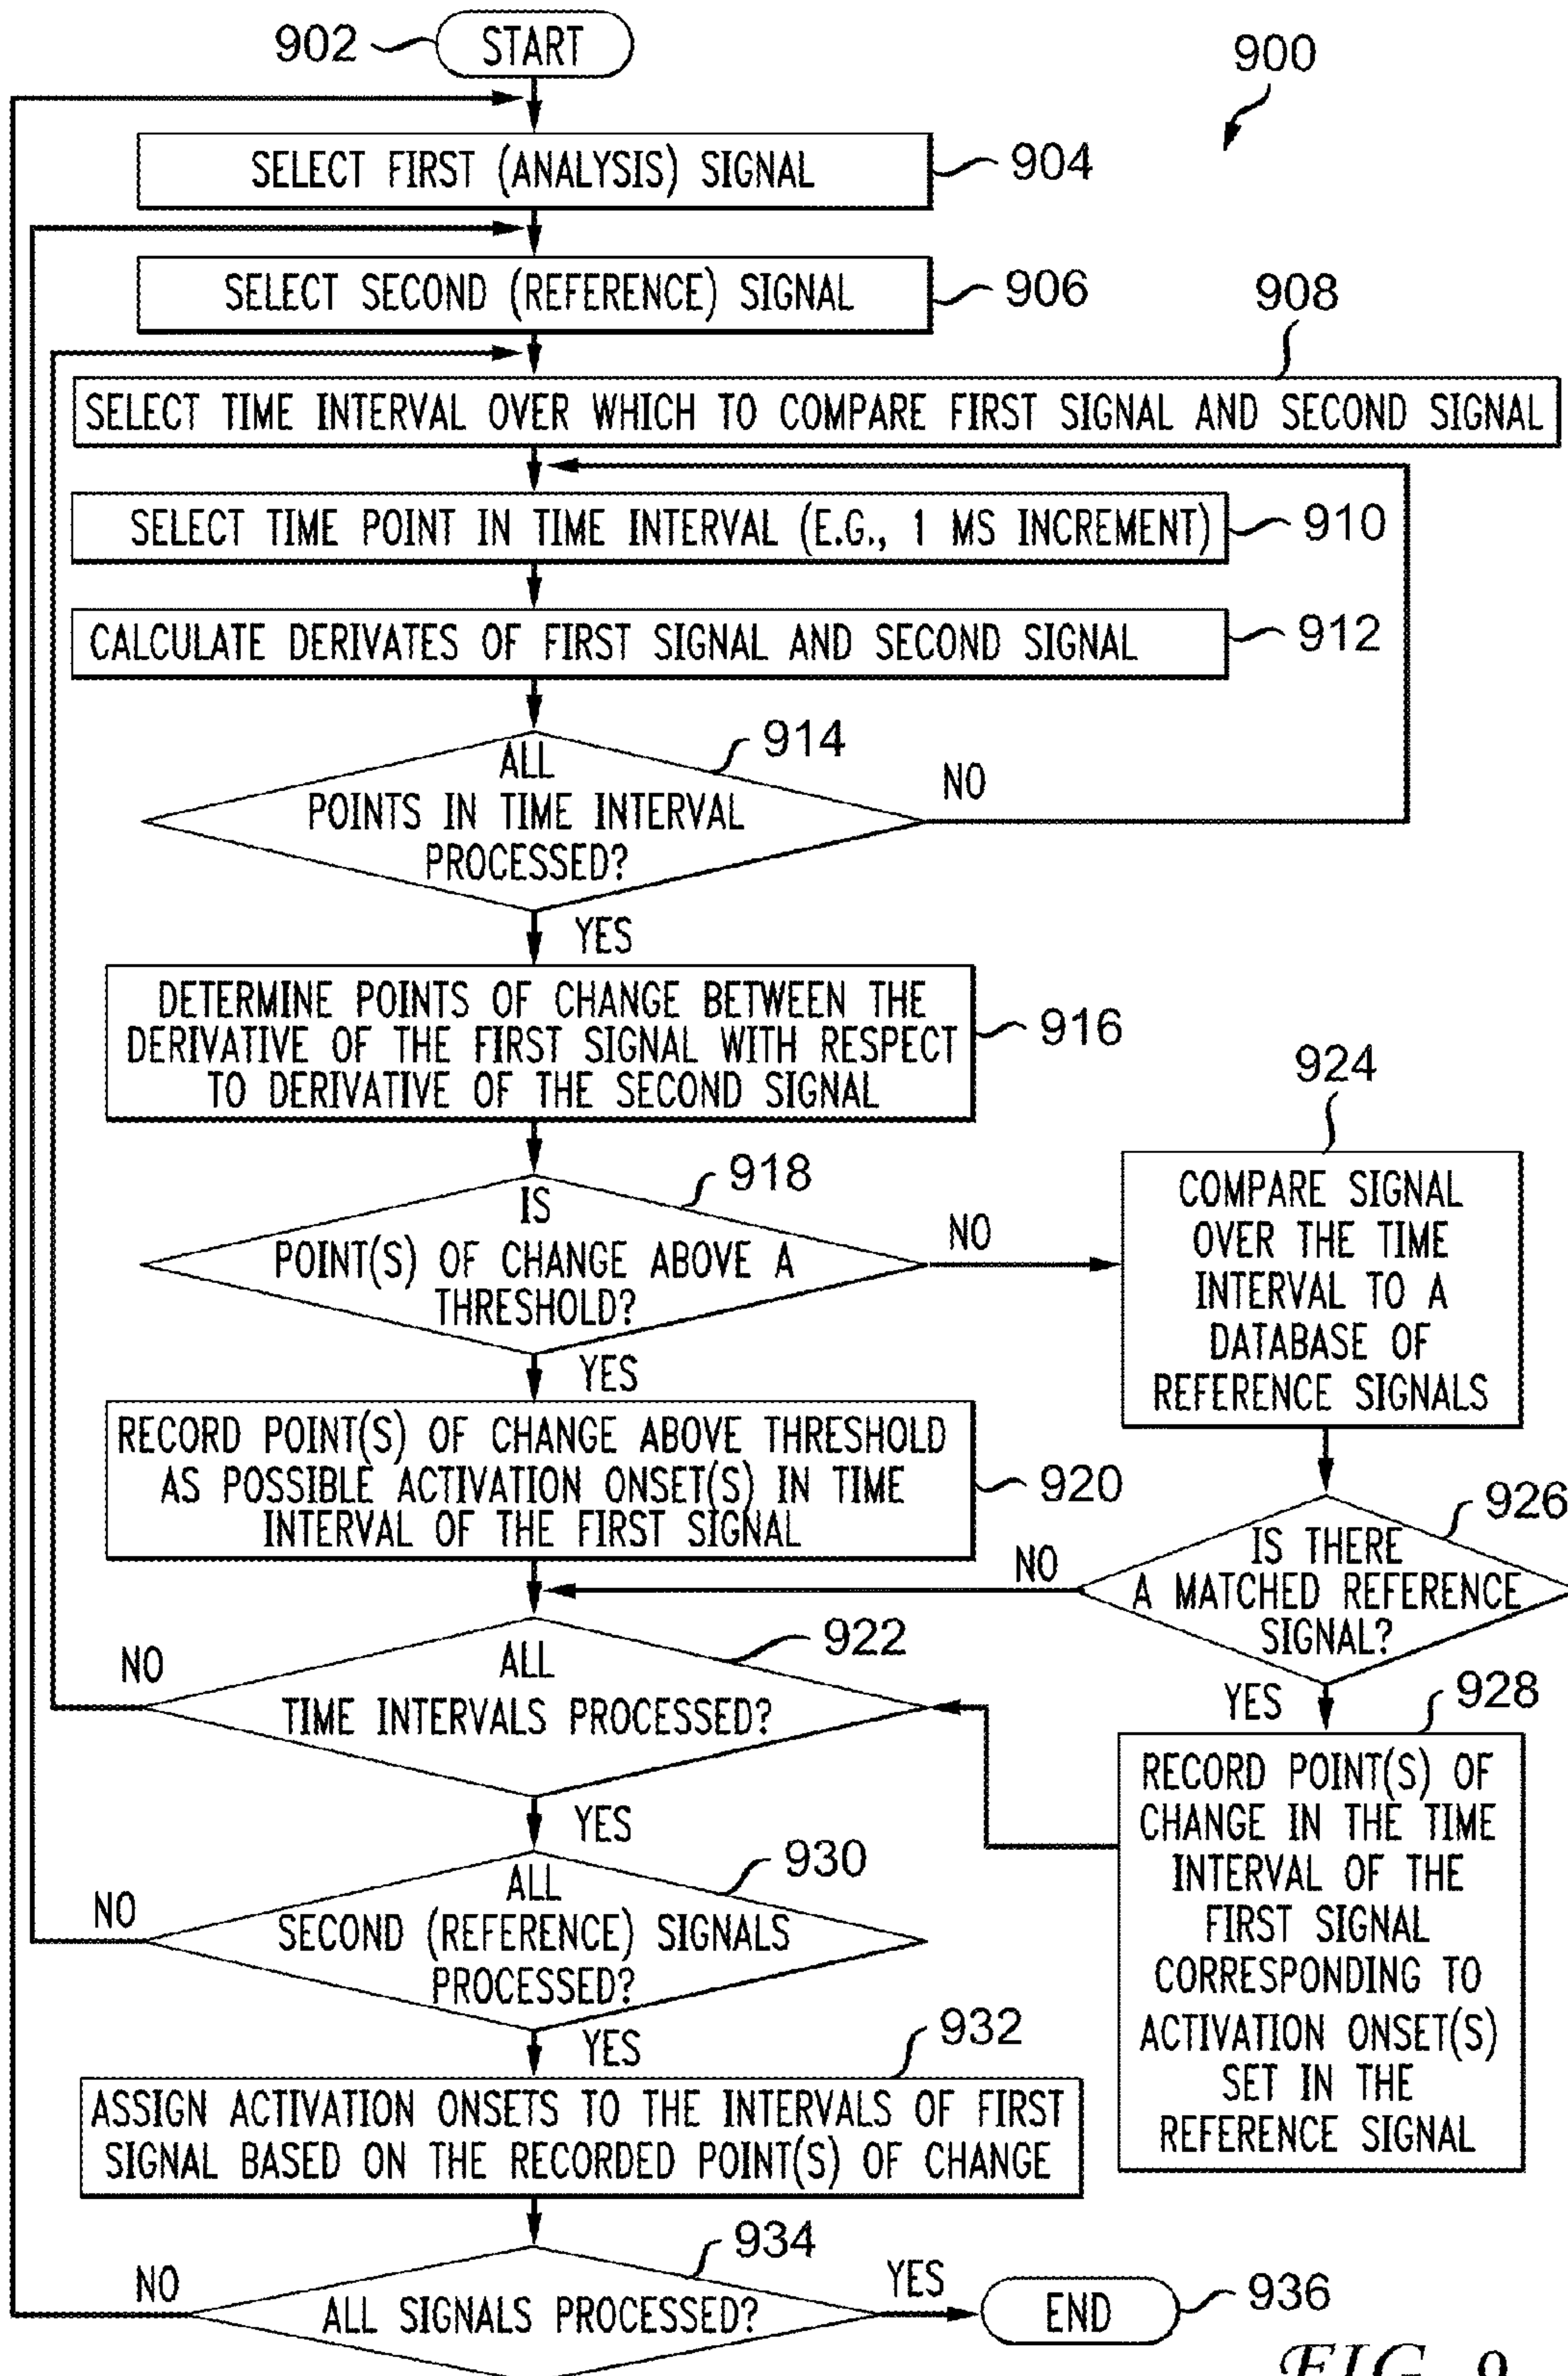 902
START
900
SELECT FIRST (ANALYSIS) SIGNAL
904
SELECT SECOND (REFERENCE) SIGNAL
906
908
SELECT TIME INTERVAL OVER WHICH TO COMPARE FIRST SIGNAL AND SECOND SIGNAL
SELECT TIME POINT IN TIME INTERVAL (E.G., 1 MS INCREMENT)
910
CALCULATE DERIVATES OF FIRST SIGNAL AND SECOND SIGNAL
912
914
ALL
POINTS IN TIME INTERVAL
PROCESSED?
NO
YES
DETERMINE POINTS OF CHANGE BETWEEN THE
DERIVATIVE OF THE FIRST SIGNAL WITH RESPECT
TO DERIVATIVE OF THE SECOND SIGNAL
916
918
IS
POINT(S) OF CHANGE ABOVE A
THRESHOLD?
NO
YES
924
COMPARE SIGNAL
OVER THE TIME
INTERVAL TO A
DATABASE OF
REFERENCE SIGNALS
RECORD POINT(S) OF CHANGE ABOVE THRESHOLD
AS POSSIBLE ACTIVATION ONSET(S) IN TIME
INTERVAL OF THE FIRST SIGNAL
920
926
IS THERE
A MATCHED REFERENCE
SIGNAL?
NO
YES
922
ALL
TIME INTERVALS PROCESSED?
NO
YES
928
RECORD POINT(S) OF
CHANGE IN THE TIME
INTERVAL OF THE
FIRST SIGNAL
CORRESPONDING TO
ACTIVATION ONSET(S)
SET IN THE
REFERENCE SIGNAL
930
ALL
SECOND (REFERENCE) SIGNALS
PROCESSED?
NO
YES
932
ASSIGN ACTIVATION ONSETS TO THE INTERVALS OF FIRST
SIGNAL BASED ON THE RECORDED POINT(S) OF CHANGE
934
ALL SIGNALS PROCESSED?
NO
YES
END
936
FIG. 9